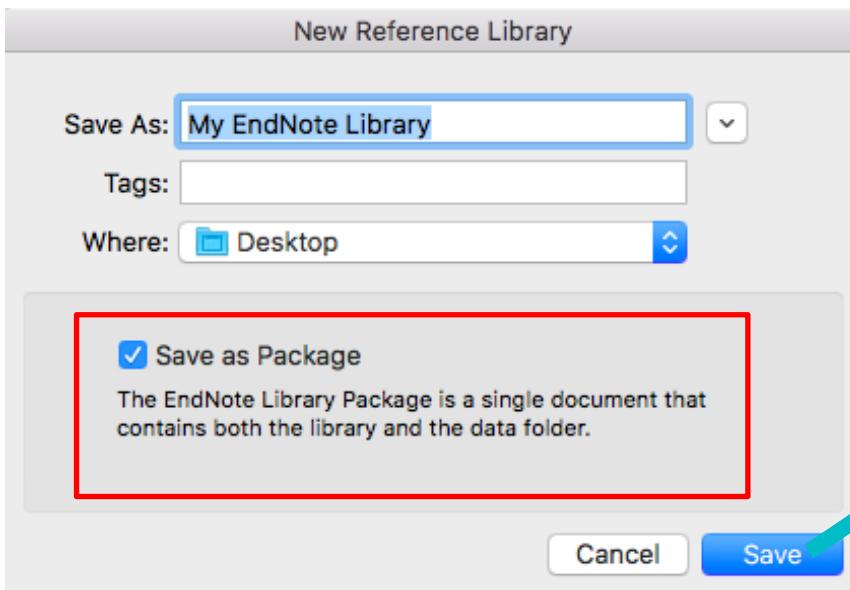 New Reference Library
Save As: My EndNote Library
Tags:
Where: Desktop
Save as Package
The EndNote Library Package is a single document that
contains both the library and the data folder.
Cancel Save